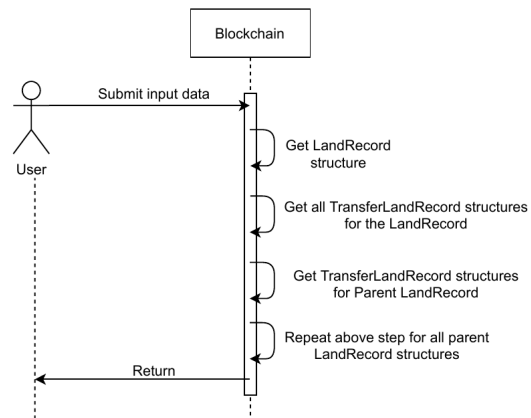 Blockchain
Submit input data
User
Get LandRecord
structure
Get all TransferLandRecord structures
for the LandRecord
Get TransferLandRecord structures
for Parent LandRecord
Repeat above step for all parent
LandRecord structures
Return